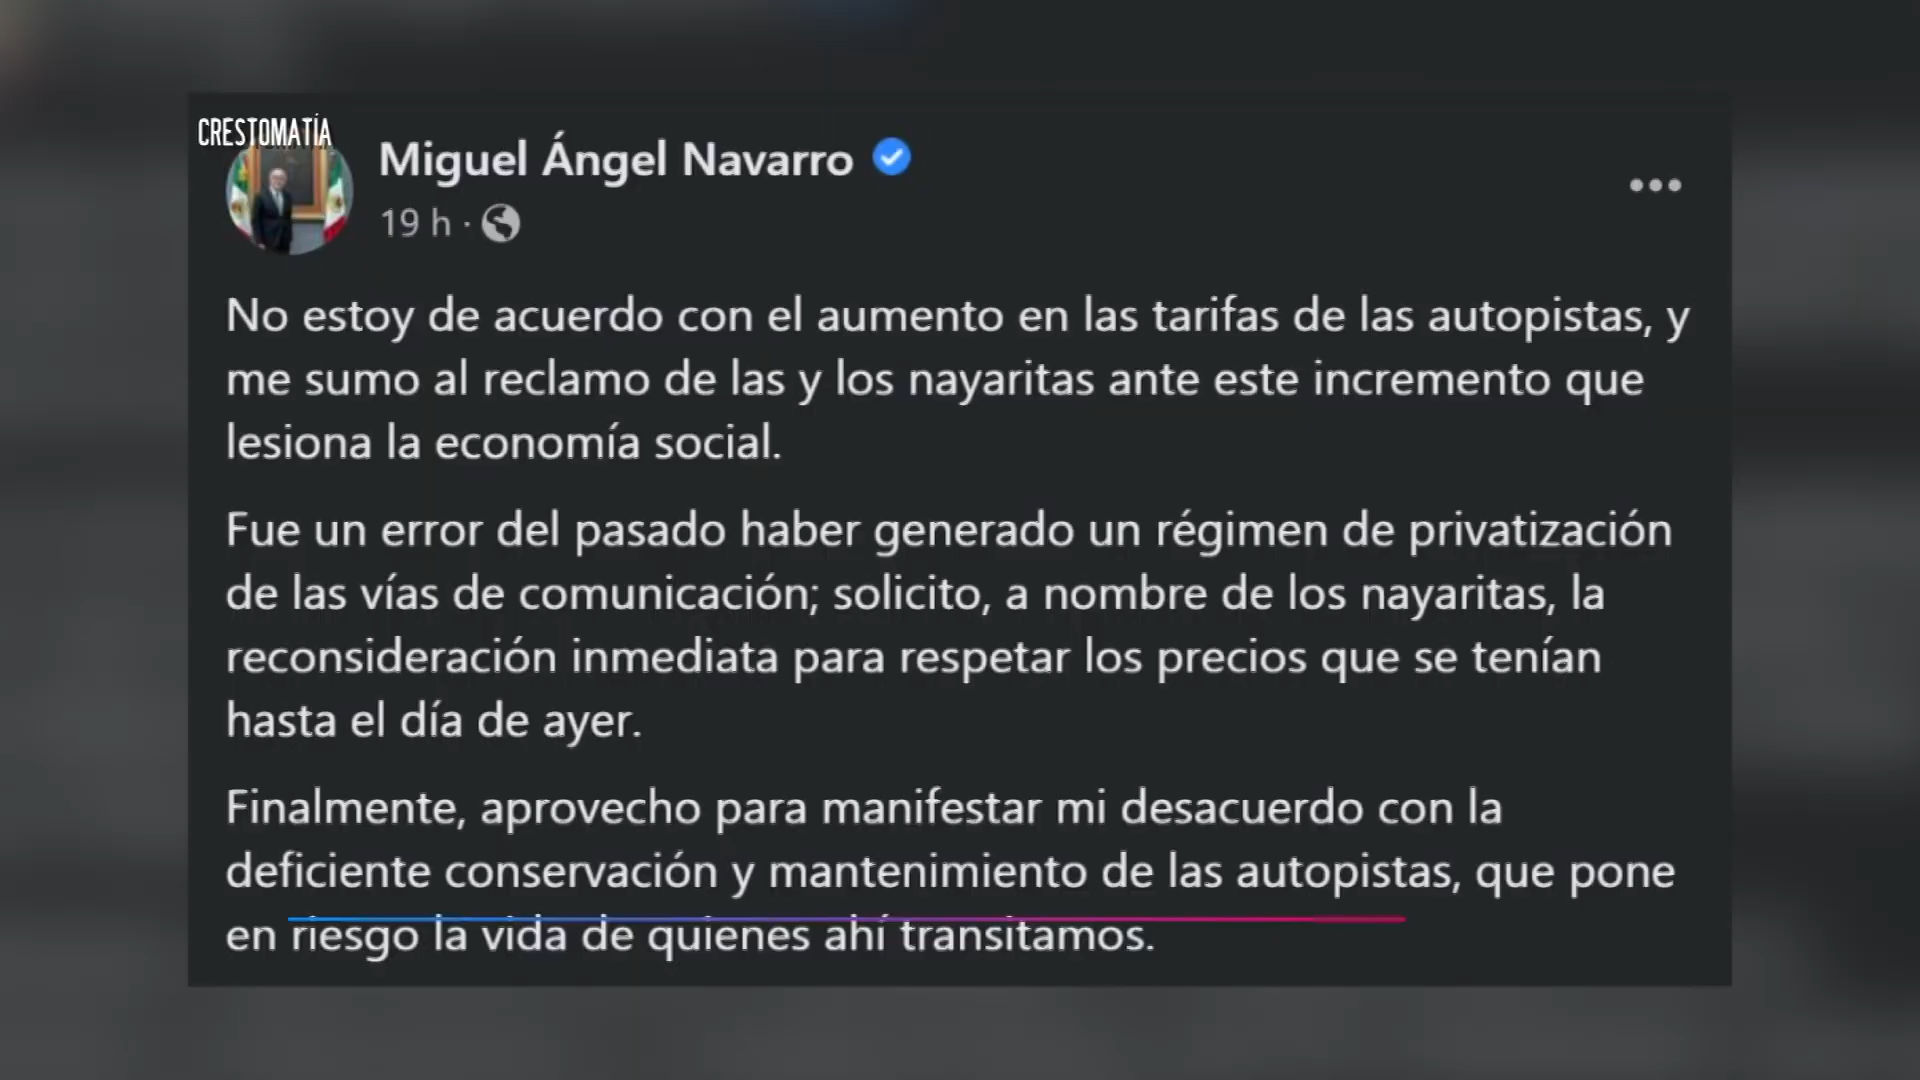 CRESTOMATÍA
Miguel Ángel Navarro
19 h ·
No estoy de acuerdo con el aumento en las tarifas de las autopistas, y
me sumo al reclamo de las y los nayaritas ante este incremento que
lesiona la economía social.
Fue un error del pasado haber generado un régimen de privatización
de las vías de comunicación; solicito, a nombre de los nayaritas, la
reconsideración inmediata para respetar los precios que se tenían
hasta el día de ayer.
Finalmente, aprovecho para manifestar mi desacuerdo con la
deficiente conservación y mantenimiento de las autopistas, que pone
en riesgo la vida de quienes ahí transitamos.